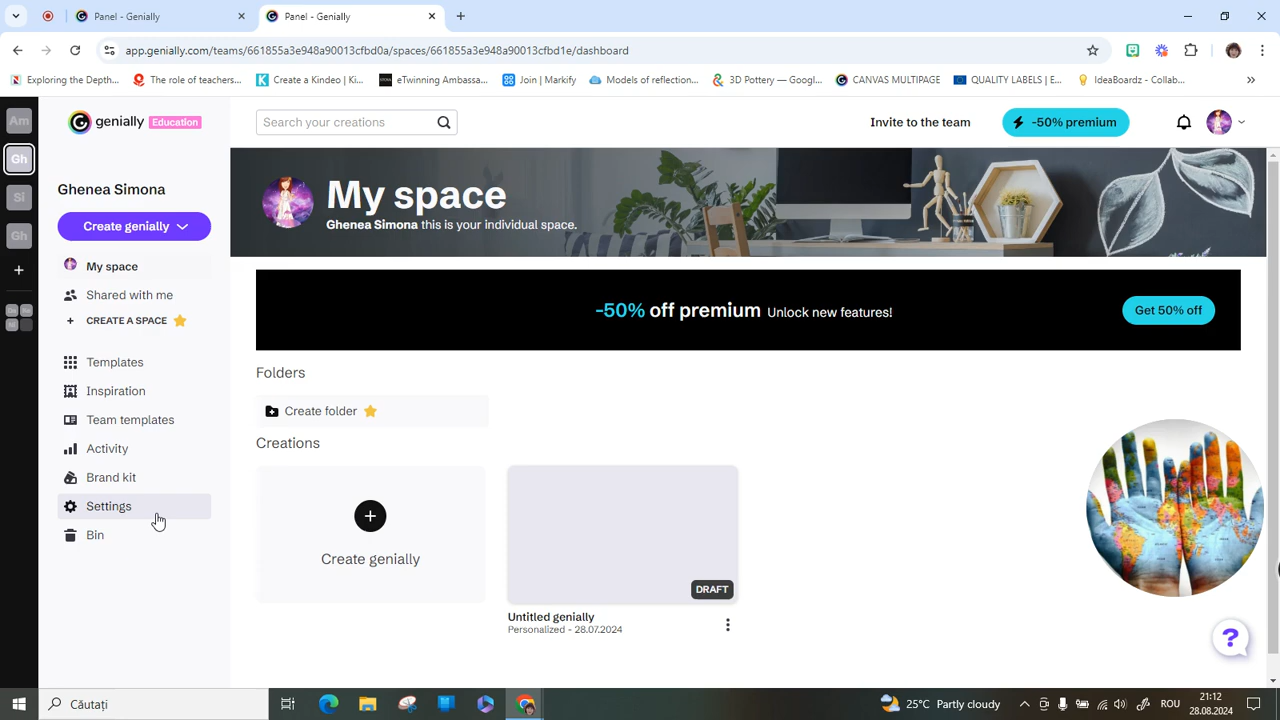 Panel - Genially
Panel - Genially
app.genially.com/teams/661855a3e948a90013cfbd0a/spaces/661855a3e948a90013cfbd1e/dashboard
Exploring the Depth...
The role of teachers...
Create a Kindeo | Ki...
eTwinning Ambassa...
Join | Markify
Models of reflection...
3D Pottery — Googl...
CANVAS MULTIPAGE
QUALITY LABELS | E...
IdeaBoardz - Collab...
Am
Gh
Si
Gh
genially Education
Search your creations
Invite to the team
-50% premium
Ghenea Simona
Create genially
My space
Shared with me
CREATE A SPACE
Templates
Inspiration
Team templates
Activity
Brand kit
Settings
Bin
My space
Ghenea Simona this is your individual space.
-50% off premium Unlock new features!
Get 50% off
Folders
Create folder
Creations
Create genially
DRAFT
Untitled genially
Personalized - 28.07.2024
?
Căutați
25°C Partly cloudy
ROU
21:12
28.08.2024